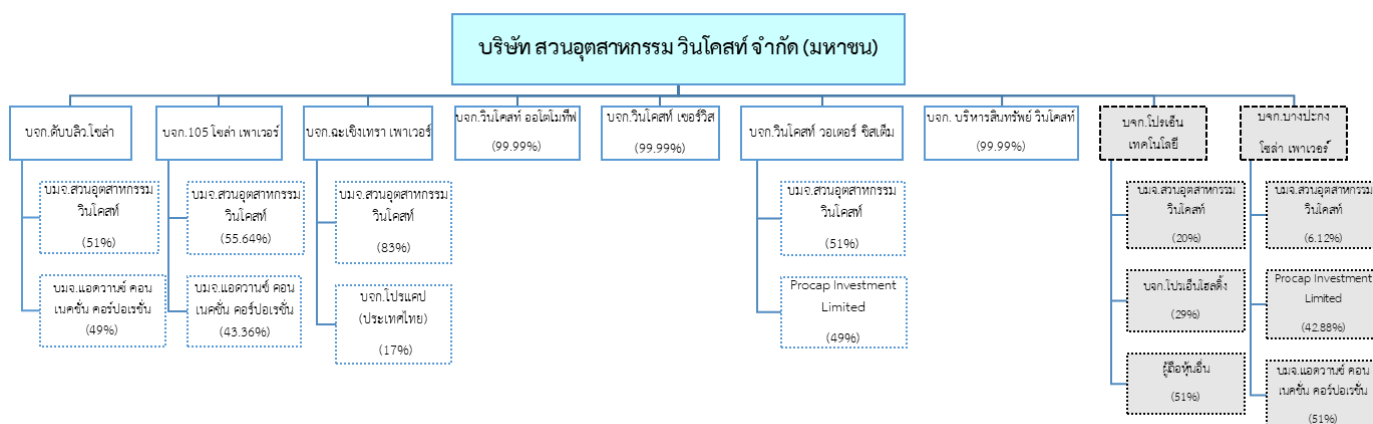 บริษัท สวนอุตสาหกรรม วินโคสท์ จำกัด (มหาชน)
บจก.ดับบลิว.โซล่า
บจก.105 โซล่า เพาเวอร์
บจก.ฉะเชิงเทรา เพาเวอร์
บจก.วินโคสท์ ออโตโมทีฟ
(99.99%)
บจก.วินโคสท์ เซอร์วิส
(99.99%)
บจก.วินโคสท์ วอเตอร์ ซิสเต็ม
บจก. บริหารสินทรัพย์ วินโคสท์
(99.99%)
บจก.โปรเอ็น
เทคโนโลยี
บจก.บางปะกง
โซล่า เพาเวอร์
บมจ.สวนอุตสาหกรรม
วินโคสท์
(51%)
บมจ.แอดวานซ์ คอน
เนคชั่น คอร์ปอเรชั่น
(49%)
บมจ.สวนอุตสาหกรรม
วินโคสท์
(55.64%)
บมจ.แอดวานซ์ คอน
เนคชั่น คอร์ปอเรชั่น
(43.36%)
บมจ.สวนอุตสาหกรรม
วินโคสท์
(83%)
บจก.โปรแคป
(ประเทศไทย)
(17%)
บมจ.สวนอุตสาหกรรม
วินโคสท์
(51%)
Procap Investment
Limited
(49%)
บมจ.สวนอุตสาหกรรม
วินโคสท์
(20%)
บจก.โปรเอ็นโฮลดิ้ง
(29%)
ผู้ถือหุ้นอื่น
(51%)
บมจ.สวนอุตสาหกรรม
วินโคสท์
(6.12%)
Procap Investment
Limited
(42.88%)
บมจ.แอดวานซ์ คอน
เนคชั่น คอร์ปอเรชั่น
(51%)